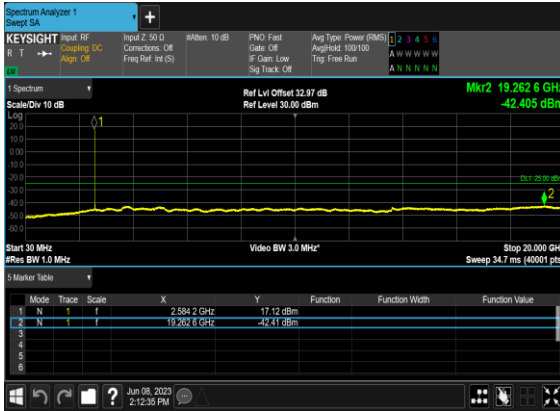 Spectrum Analyzer 1
Swept SA
+
KEYSIGHT Input: RF
R T Coupling: DC
Align: Off
Input Z: 50 Ω
Corrections: Off
Freq Ref: Int (S)
#Atten: 10 dB
PNO: Fast
Gate: Off
IF Gain: Low
Sig Track: Off
Avg Type: Power (RMS)
Avg|Hold: 100/100
Trig: Free Run
1 2 3 4 5 6
A W W W W W
A N N N N N
1 Spectrum
Scale/Div 10 dB
Ref Lvl Offset 32.97 dB
Ref Level 30.00 dBm
Mkr2 19.262 6 GHz
-42.405 dBm
Log
20.0
10.0
0.00
-10.0
-20.0
-30.0
-40.0
-50.0
-60.0
1
DL1 -25.00 dBm
2
Start 30 MHz
#Res BW 1.0 MHz
Video BW 3.0 MHz*
Stop 20.000 GH
Sweep 34.7 ms (40001 pts
5 Marker Table
Mode Trace Scale X Y Function Function Width Function Value
1 N 1 f 2.584 2 GHz 17.12 dBm
2 N 1 f 19.262 6 GHz -42.41 dBm
3
4
5
6
? Jun 08, 2023
2:12:35 PM